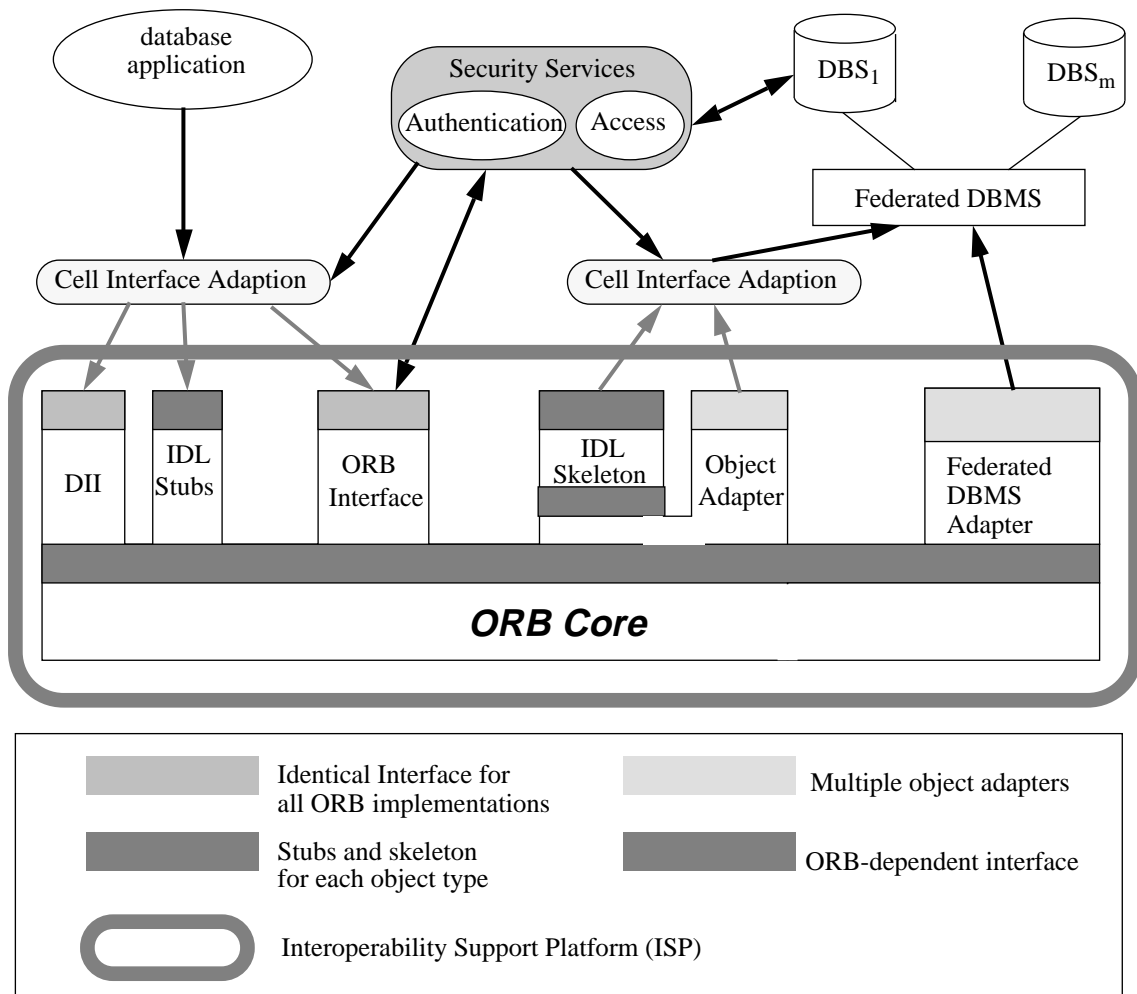 database
application
Security Services
Authentication
Access
DBS1
DBSm
Federated DBMS
Cell Interface Adaption
Cell Interface Adaption
DII
IDL
Stubs
ORB
Interface
IDL
Skeleton
Object
Adapter
Federated
DBMS
Adapter
ORB Core
Identical Interface for
all ORB implementations
Multiple object adapters
Stubs and skeleton
for each object type
ORB-dependent interface
Interoperability Support Platform (ISP)